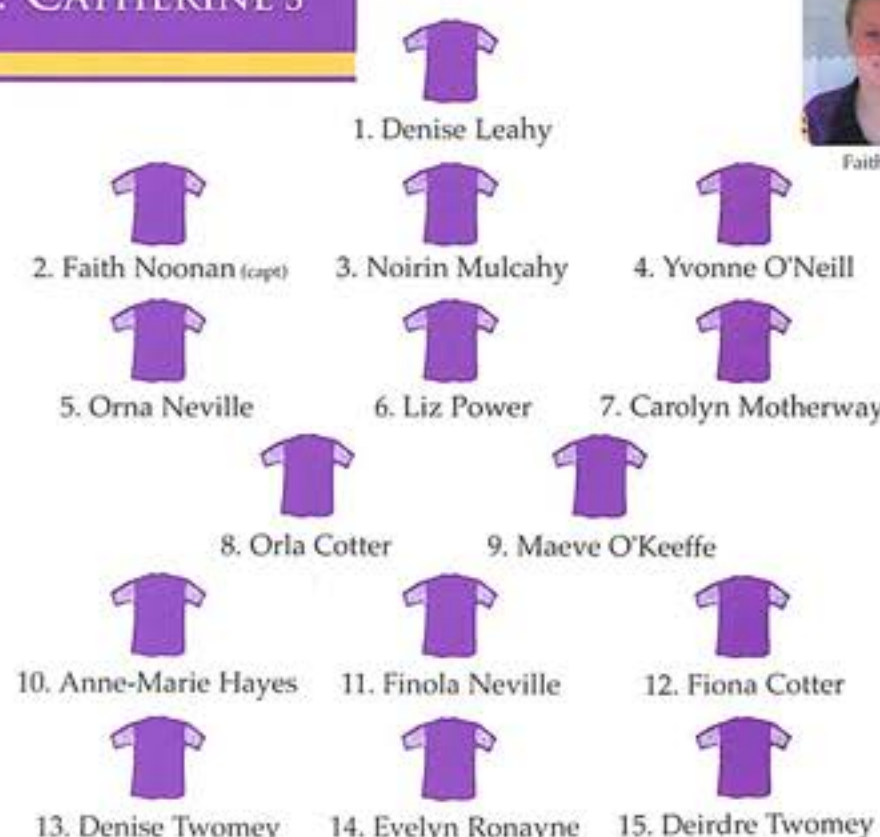 CATHERINE'S
1. Denise Leahy
Faith
2. Faith Noonan (capt)
3. Noirin Mulcahy
4. Yvonne O'Neill
5. Orna Neville
6. Liz Power
7. Carolyn Motherway
8. Orla Cotter
9. Maeve O'Keeffe
10. Anne-Marie Hayes
11. Finola Neville
12. Fiona Cotter
13. Denise Twomey
14. Evelyn Ronayne
15. Deirdre Twomey